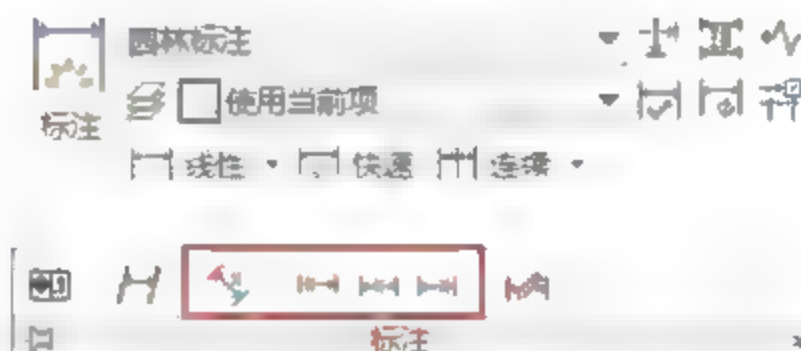 园林标注
标注
使用当前项
线性 快速 连续
标注